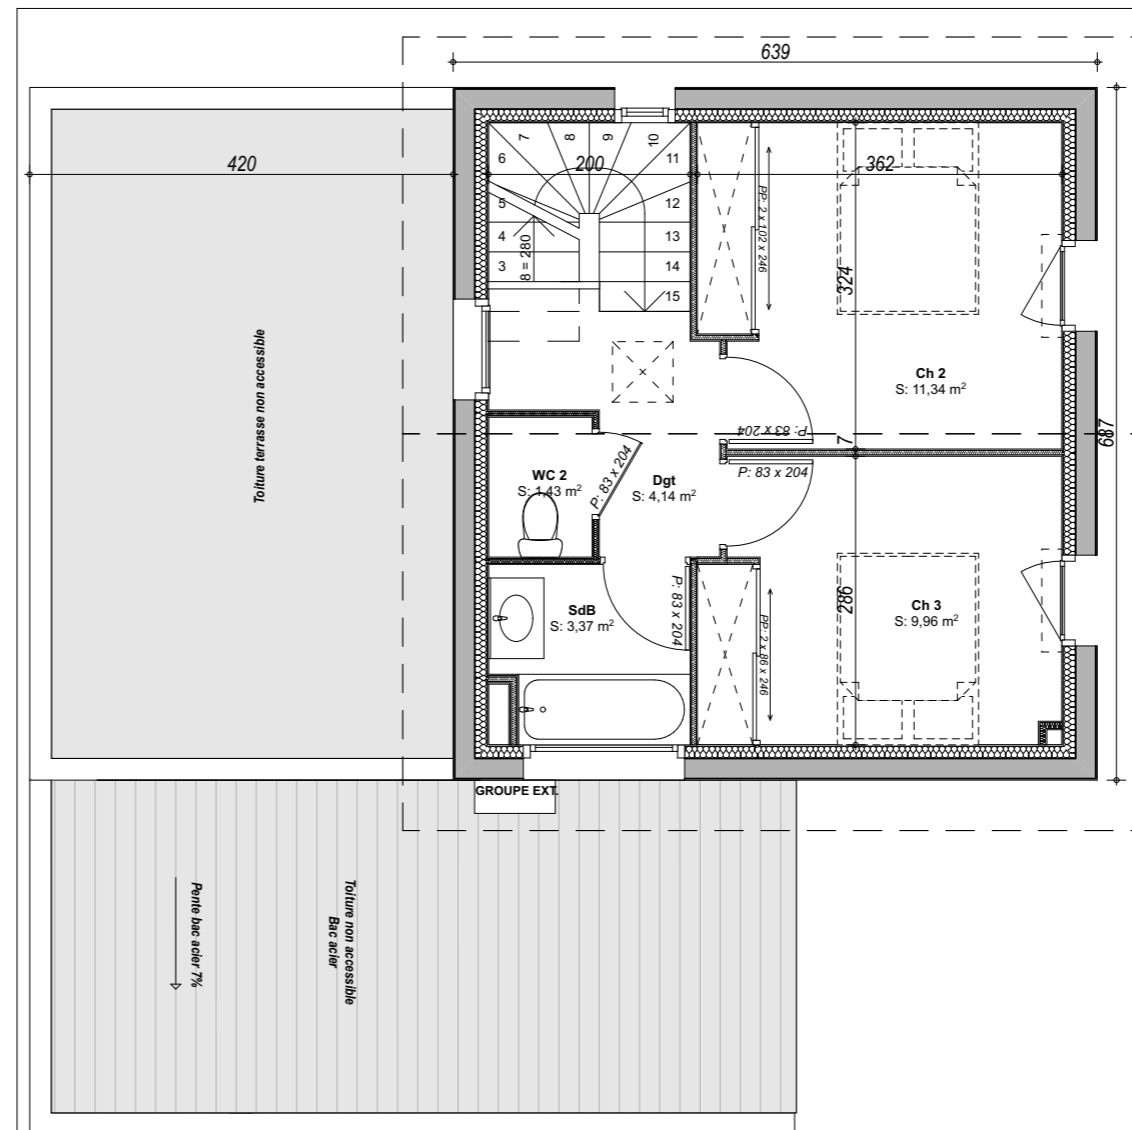 639
420
200
362
7
8
9
10
6
11
5
12
4
13
3
14
15
8 = 280
PP: 2 x 102 x 246
324
Ch 2
S: 11,34 m²
P: 83 x 204
7
687
P: 83 x 204
WC 2
S: 1,43 m²
P: 83 x 204
Dgt
S: 4,14 m²
Toiture terrasse non accessible
SdB
S: 3,37 m²
P: 83 x 204
PP: 2 x 86 x 246
286
Ch 3
S: 9,96 m²
GROUPE EXT.
Pente bac acier 7%
Toiture non accessible
Bac acier